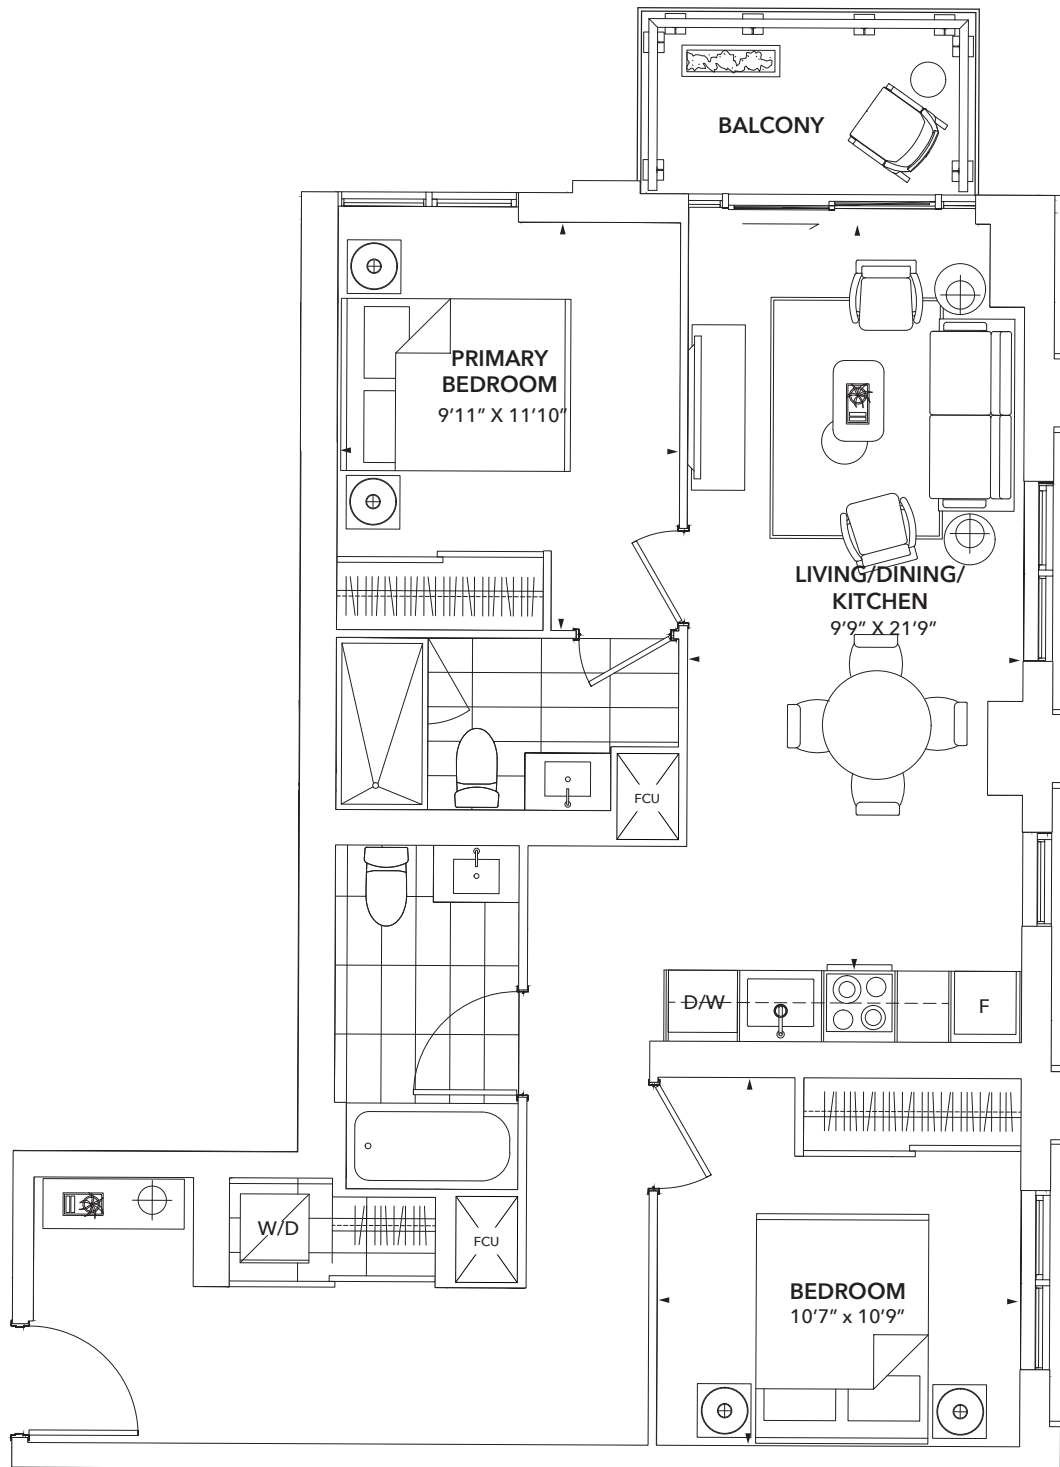 BALCONY
PRIMARY
BEDROOM
9'11" X 11'10"
LIVING/DINING/
KITCHEN
9'9" X 21'9"
FCU
D/W
F
W/D
FCU
BEDROOM
10'7" x 10'9"